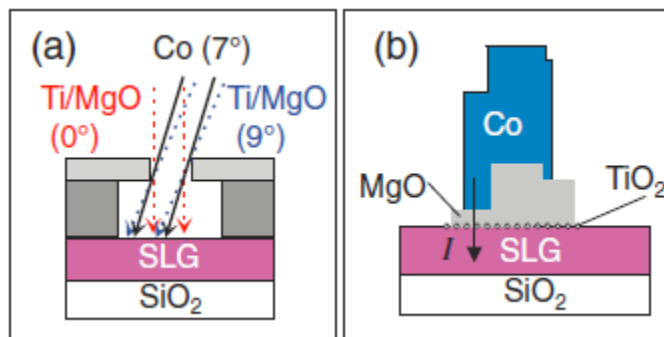 (a)
Co (7°)
Ti/MgO
(0°)
Ti/MgO
(9°)
SLG
SiO₂
(b)
Co
MgO
TiO₂
I
SLG
SiO₂